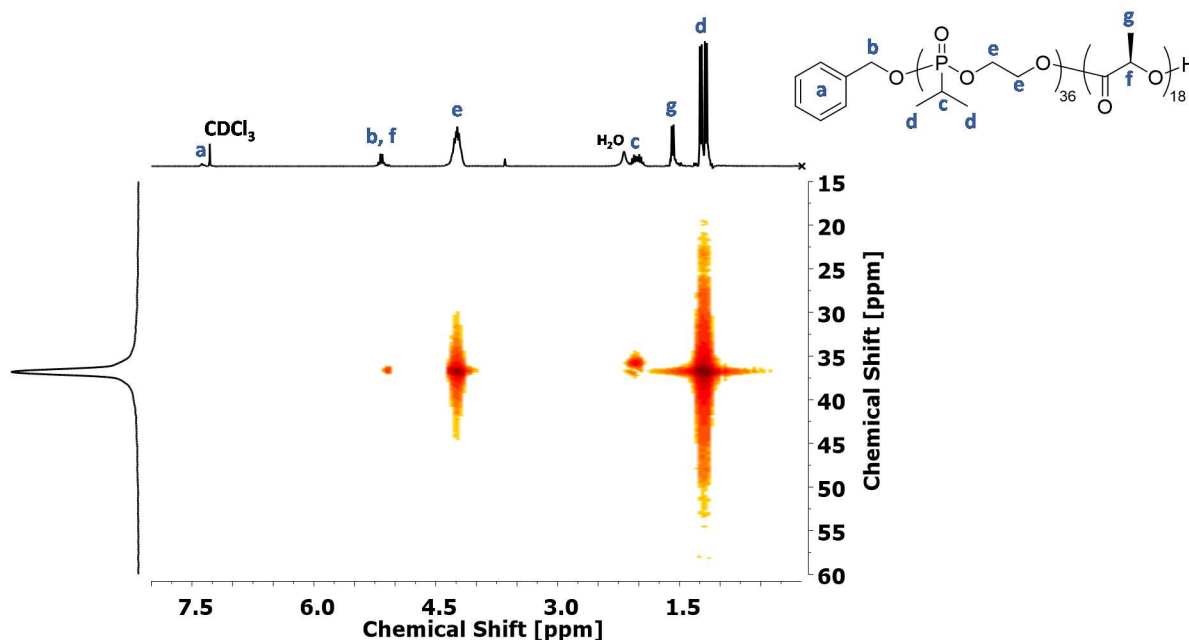 d
g
b
O
P
e
O
H
a
O
O
O
f
O
c
e
36
O
18
d
d
g
e
CDCl3
H2O
b, f
a
c
15
20
25
30
35
40
45
50
55
60
Chemical Shift [ppm]
7.5 6.0 4.5 3.0 1.5
Chemical Shift [ppm]